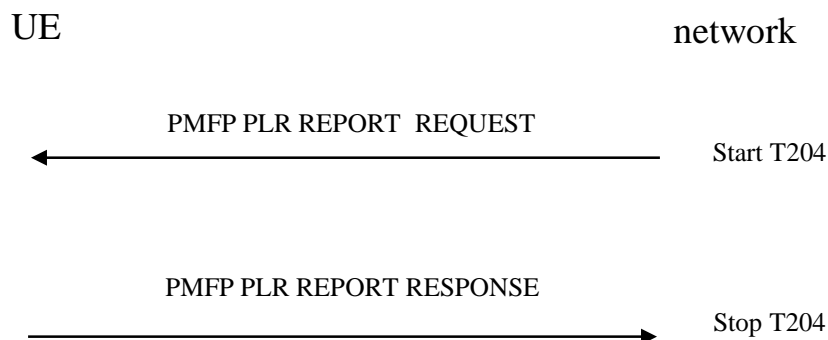 UE
network
PMFP PLR REPORT REQUEST
Start T204
PMFP PLR REPORT RESPONSE
Stop T204